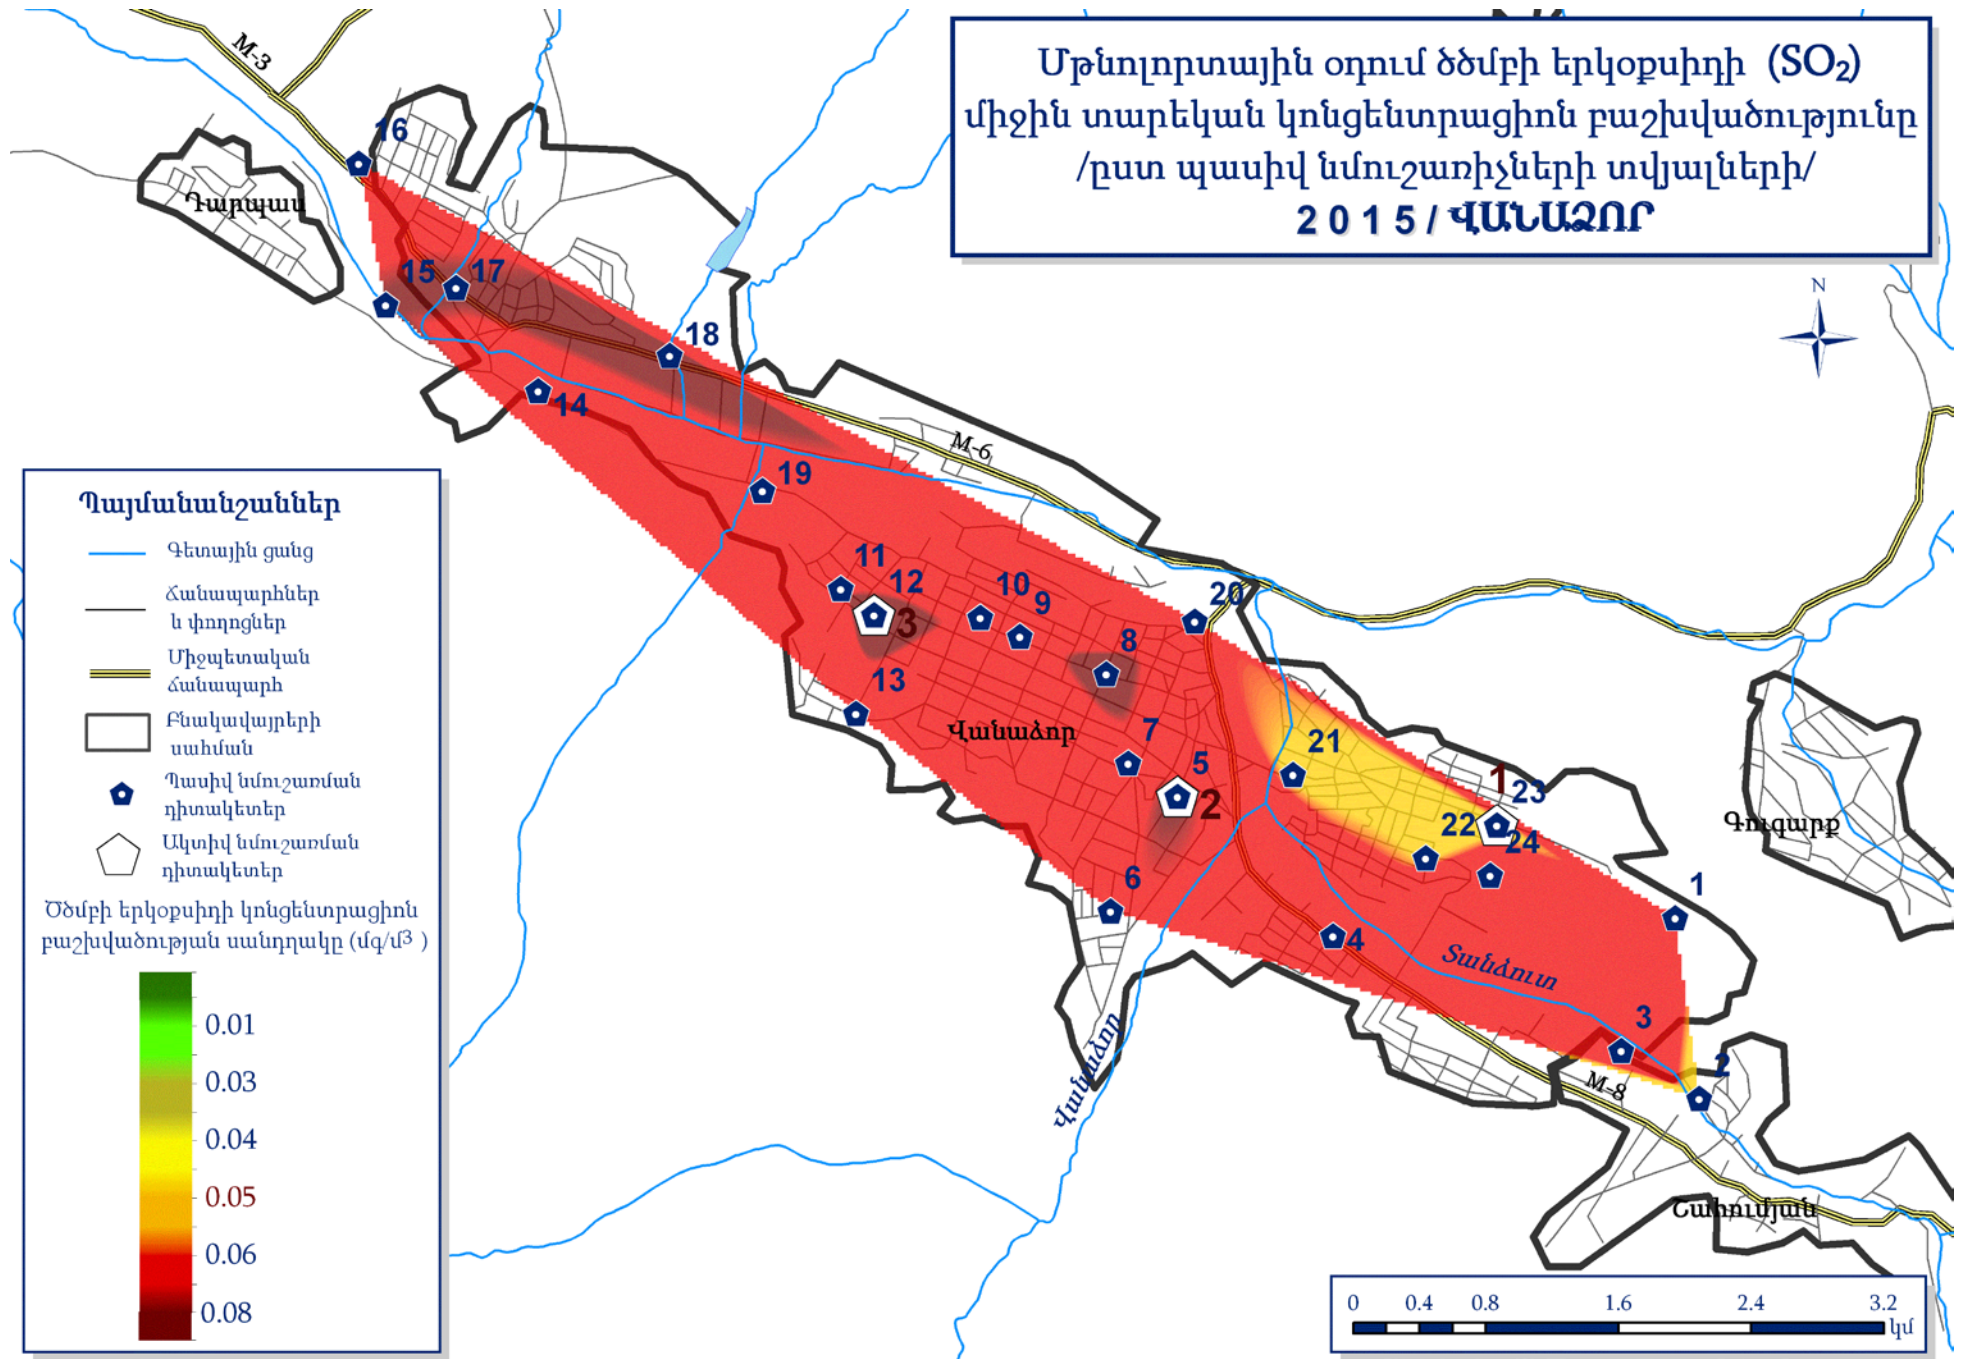 Մթնոլորտային օդում ծծմբի երկօքսիդի (SO₂)
միջին տարեկան կոնցենտրացիոն բաշխվածությունը
/ըստ պասիվ նմուշառիչների տվյալների/
2015/ ՎԱՆԱՁՈՐ
M-3
16
Դարպաս
N
15
17
18
14
M-6
19
11
12
3
10
9
20
8
13
Վանաձոր
7
5
2
21
1
23
22
24
Գուգարք
6
1
4
Տանձուտ
3
Վանաձոր
2
M-8
Շահումյան
Պայմանանշաններ
Գետային ցանց
Ճանապարհներ
և փողոցներ
Միջպետական
ճանապարհ
Բնակավայրերի
սահման
Պասիվ նմուշառման
դիտակետեր
Ակտիվ նմուշառման
դիտակետեր
Ծծմբի երկօքսիդի կոնցենտրացիոն
բաշխվածության սանդղակը (մգ/մ3 )
0.01
0.03
0.04
0.05
0.06
0.08
0 0.4 0.8 1.6 2.4 3.2
կմ